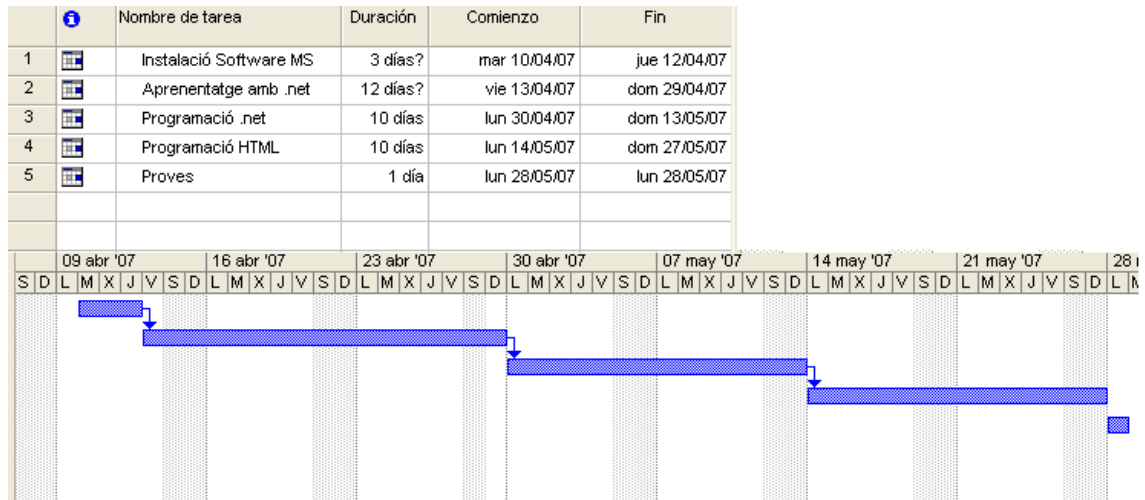 Nombre de tarea Duración Comienzo Fin
1 Instalació Software MS 3 días? mar 10/04/07 jue 12/04/07
2 Aprenentatge amb .net 12 días? vie 13/04/07 dom 29/04/07
3 Programació .net 10 días lun 30/04/07 dom 13/05/07
4 Programació HTML 10 días lun 14/05/07 dom 27/05/07
5 Proves 1 día lun 28/05/07 lun 28/05/07
09 abr '07 16 abr '07 23 abr '07 30 abr '07 07 may '07 14 may '07 21 may '07 28
S D L M X J V S D L M X J V S D L M X J V S D L M X J V S D L M X J V S D L M X J V S D L M X J V S D L